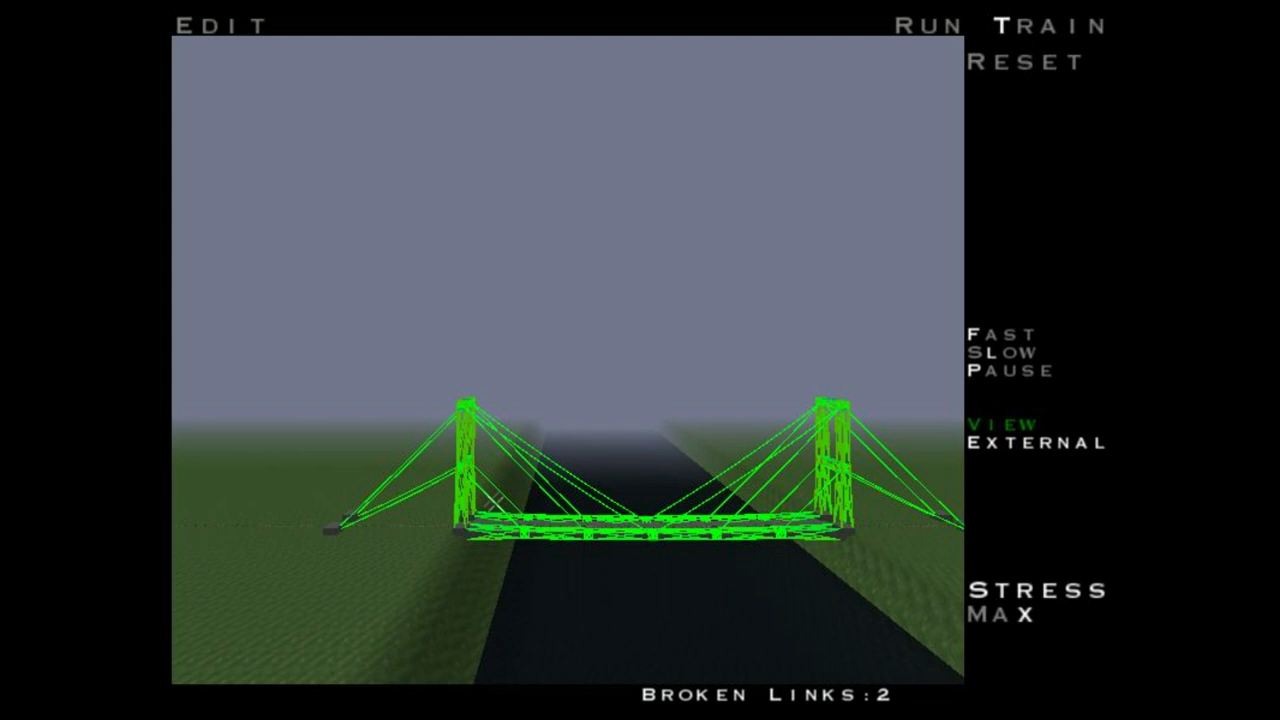 EDIT
RUN TRAIN
RESET
FAST
SLOW
PAUSE
VIEW
EXTERNAL
STRESS
MAX
BROKEN LINKS:2